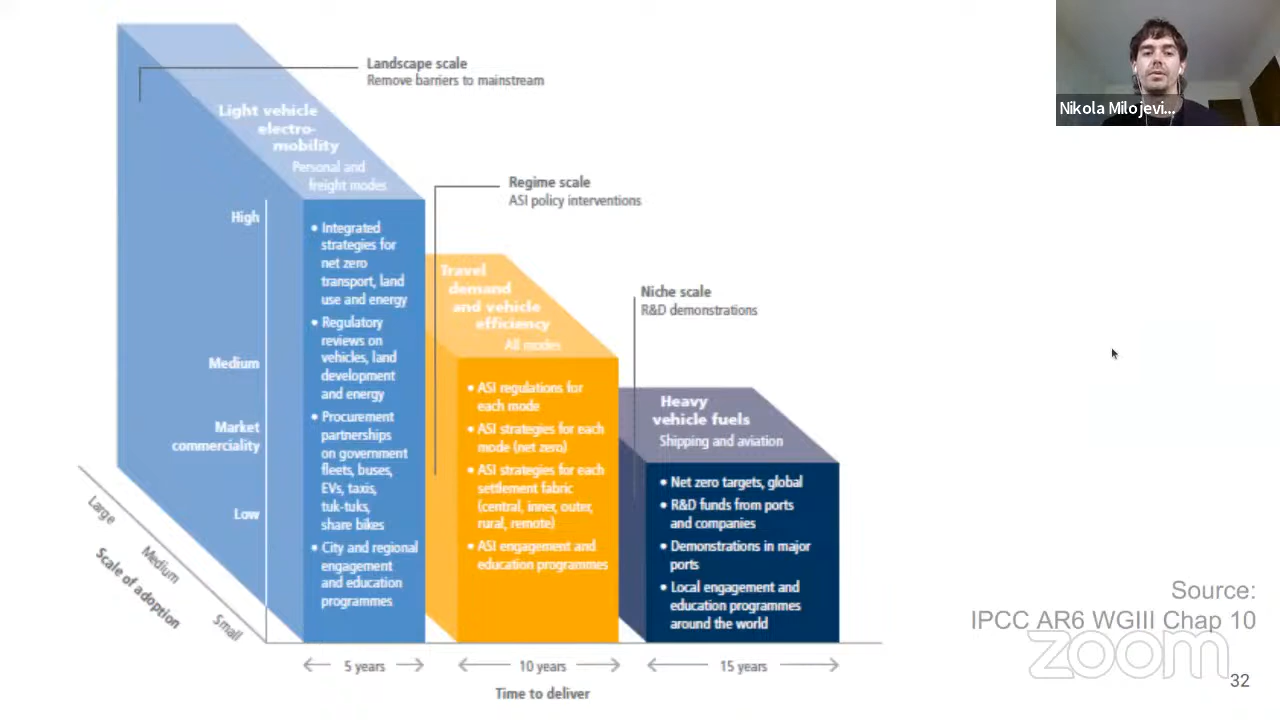 Nikola Milojevi...
Landscape scale
Remove barriers to mainstream
Light vehicle
electro-
mobility
Personal and
freight modes
Regime scale
ASI policy interventions
High
• Integrated
strategies for
net zero
transport, land
use and energy
• Regulatory
reviews on
vehicles, land
development
and energy
• Procurement
partnerships
on government
fleets, buses,
EVs, taxis,
tuk-tuks,
share bikes
• City and regional
engagement
and education
programmes
Travel
demand
and vehicle
efficiency
All modes
Niche scale
R&D demonstrations
Medium
• ASI regulations for
each mode
• ASI strategies for each
mode (net zero)
• ASI strategies for each
settlement fabric
(central, inner, outer,
rural, remote)
• ASI engagement and
education programmes
Heavy
vehicle fuels
Shipping and aviation
Market
commerciality
• Net zero targets, global
• R&D funds from ports
and companies
• Demonstrations in major
ports
• Local engagement and
education programmes
around the world
Low
Large
Medium
Small
Scale of adoption
5 years
10 years
15 years
Time to deliver
Source:
IPCC AR6 WGIII Chap 10
zoom
32